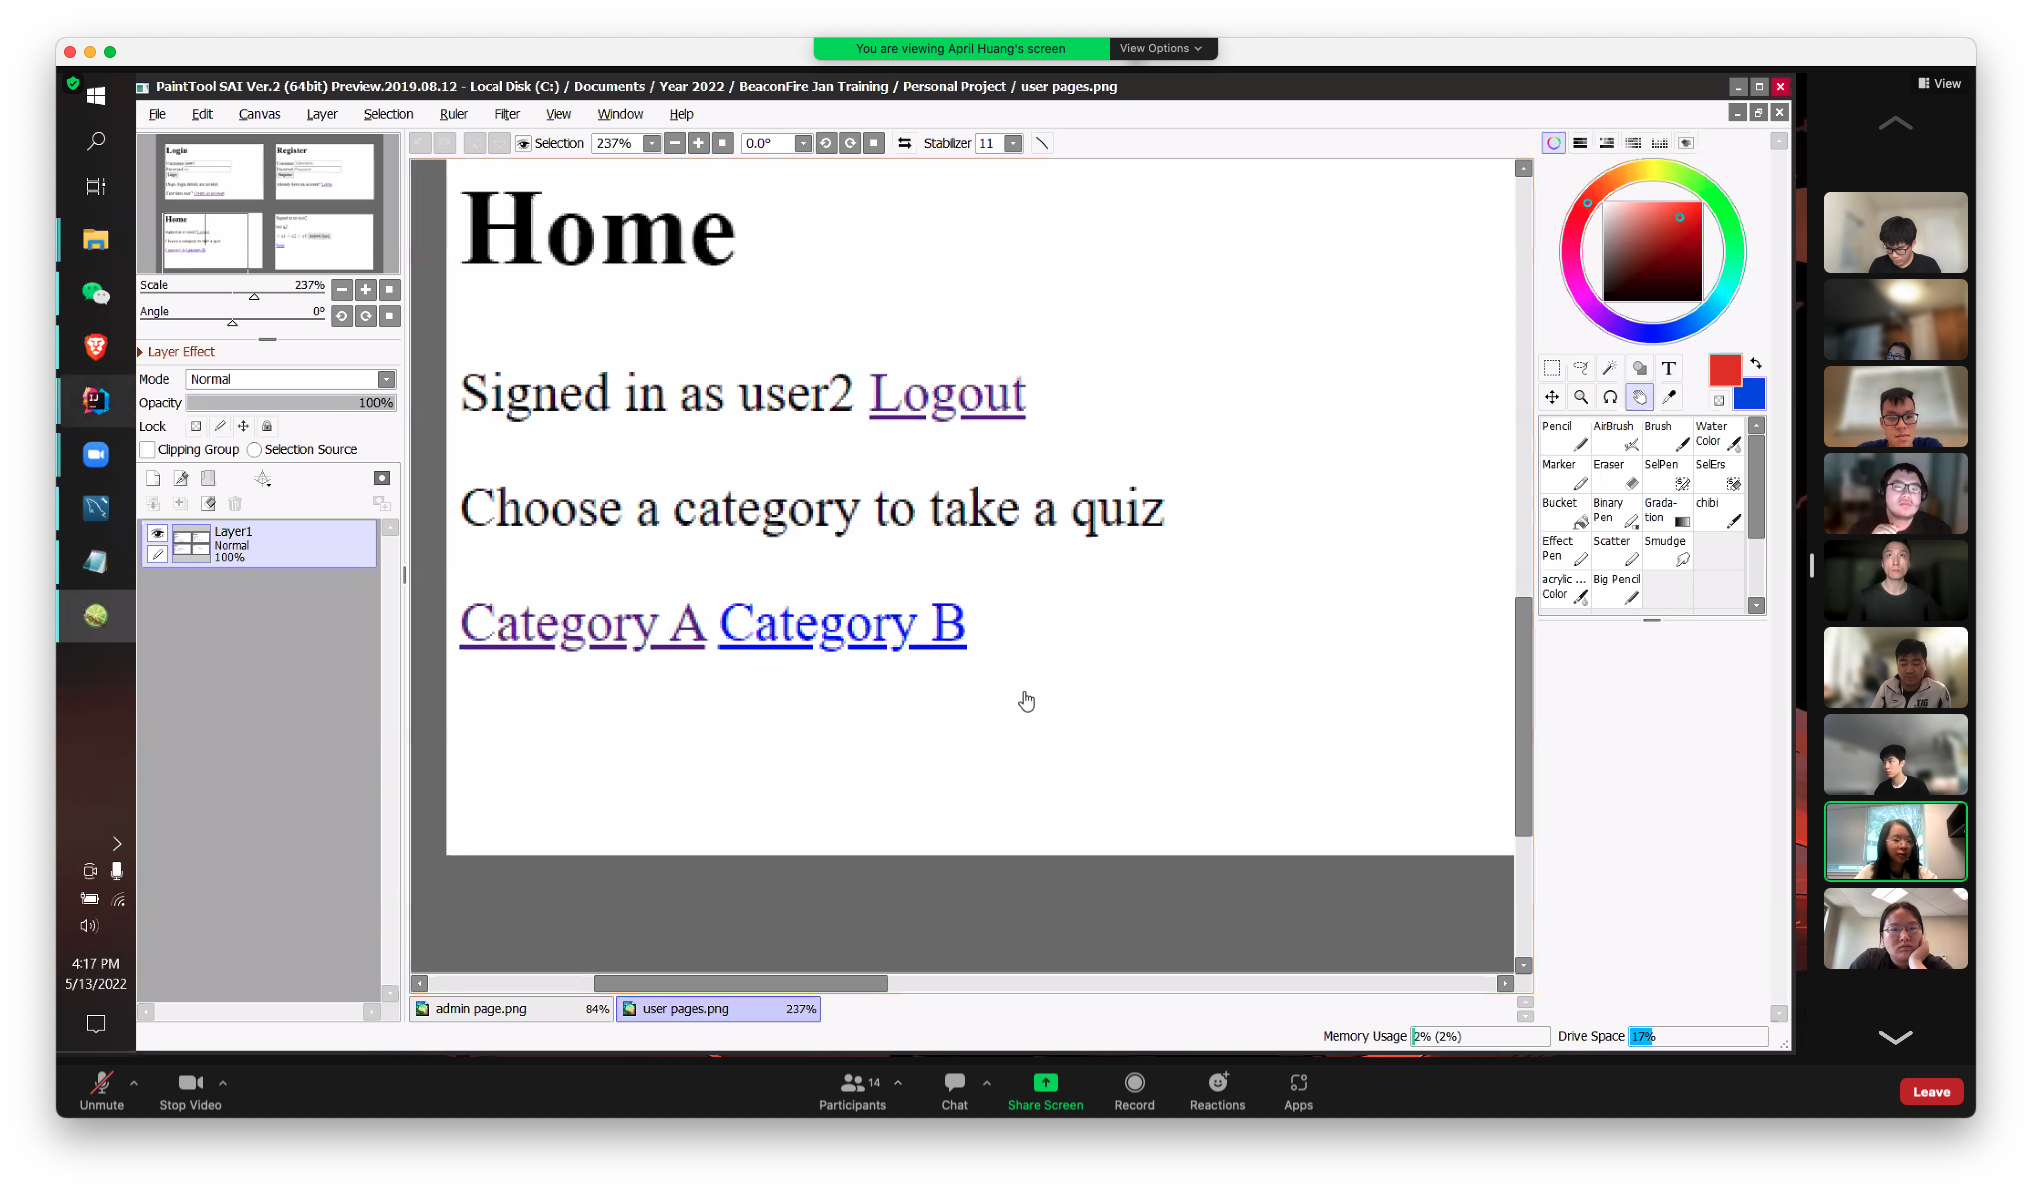 You are viewing April Huang's screen
View Options
View
PaintTool SAI Ver.2 (64bit) Preview.2019.08.12 - Local Disk (C:) / Documents / Year 2022 / BeaconFire Jan Training / Personal Project / user pages.png
File Edit Canvas Layer Selection Ruler Filter View Window Help
Selection 237% 0.0° Stabilizer 11
Login
Register
Home
Scale 237%
Angle 0°
Layer Effect
Mode Normal
Opacity 100%
Lock
Clipping Group Selection Source
Layer1
Normal
100%
Home
Signed in as user2 Logout
Choose a category to take a quiz
Category A Category B
T
Pencil AirBrush Brush Water Color
Marker Eraser SelPen SelErs
Bucket Binary Pen Grada-tion chibi
Effect Pen Scatter Smudge
acrylic ... Color Big Pencil
4:17 PM
5/13/2022
admin page.png 84% user pages.png 237%
Memory Usage 2% (2%) Drive Space 17%
Unmute
Stop Video
14
Participants
Chat
Share Screen
Record
Reactions
Apps
Leave